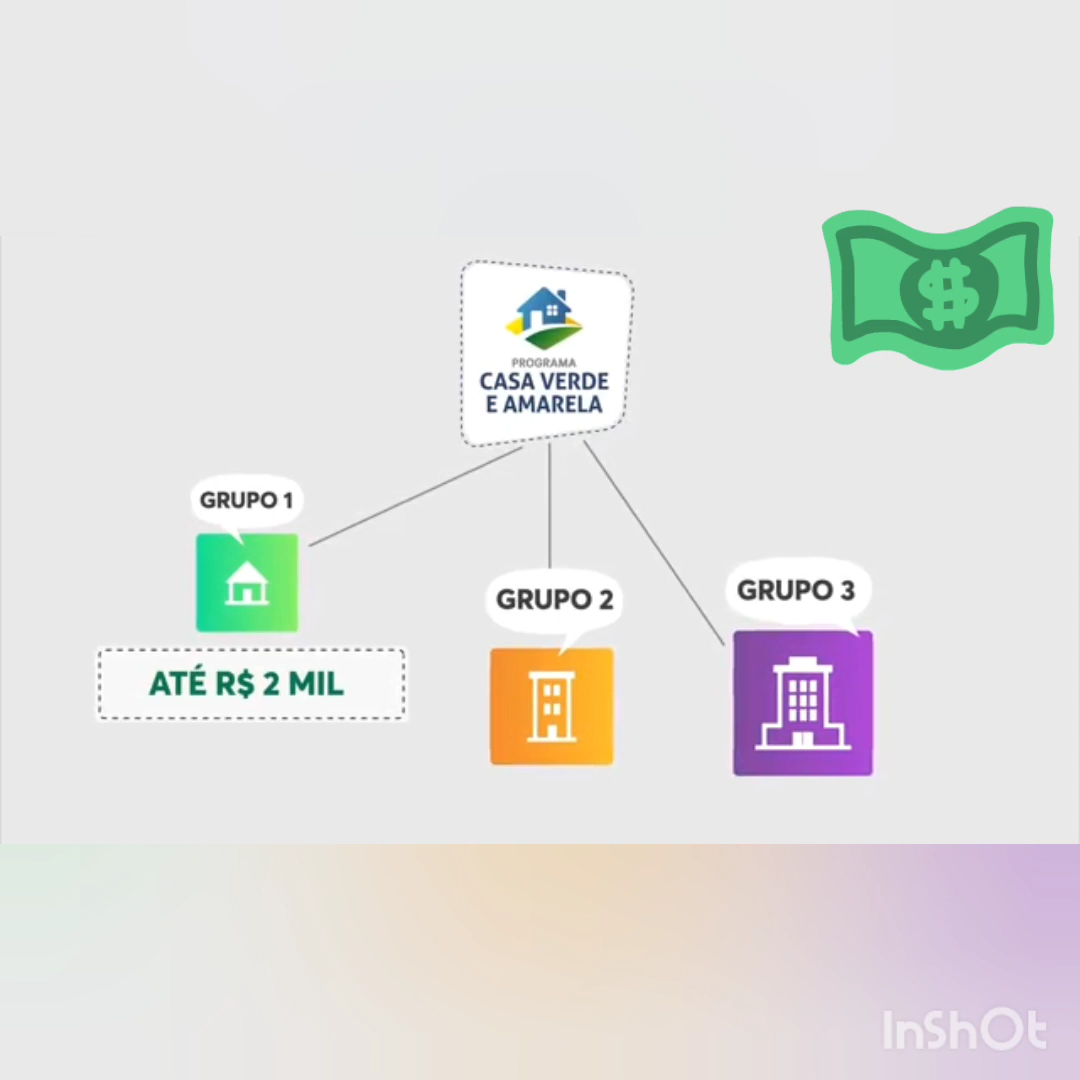 $
PROGRAMA
CASA VERDE
E AMARELA
GRUPO 1
ATÉ R$ 2 MIL
GRUPO 2
GRUPO 3
InShOt